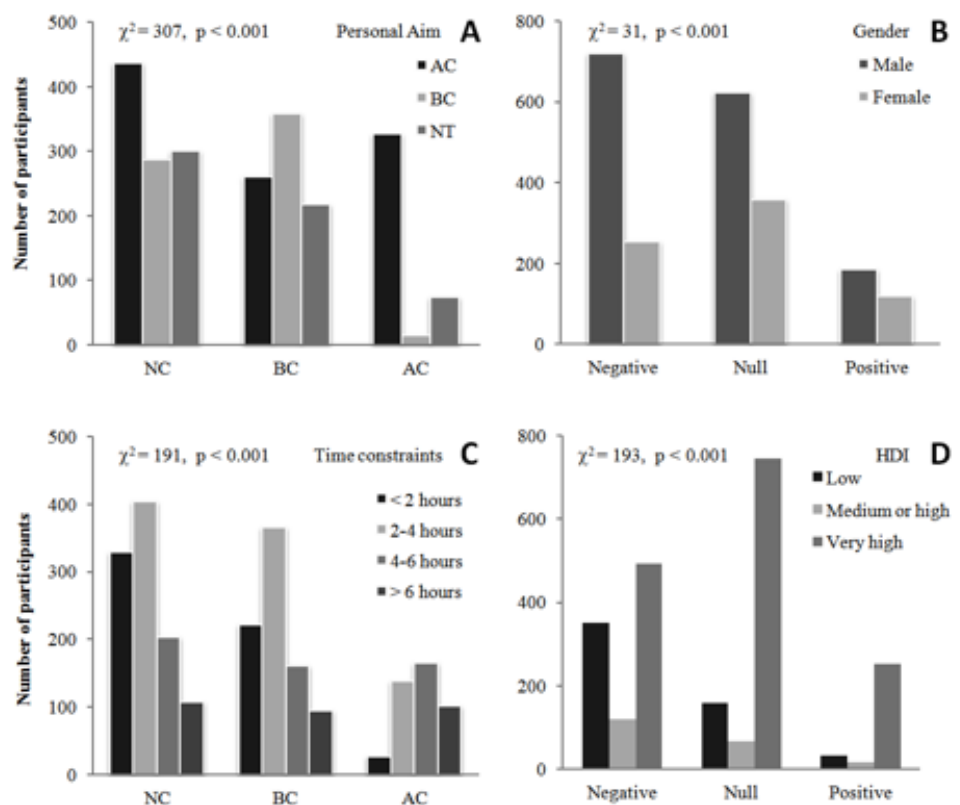 500
χ² = 307, p < 0.001 Personal Aim A
AC
BC
NT
400
300
200
100
0
Number of participants
NC BC AC
800
χ² = 31, p < 0.001 Gender B
Male
Female
600
400
200
0
Negative Null Positive
500
χ² = 191, p < 0.001 Time constraints C
< 2 hours
2-4 hours
4-6 hours
> 6 hours
400
300
200
100
0
Number of participants
NC BC AC
800
χ² = 193, p < 0.001 HDI D
Low
Medium or high
Very high
600
400
200
0
Negative Null Positive